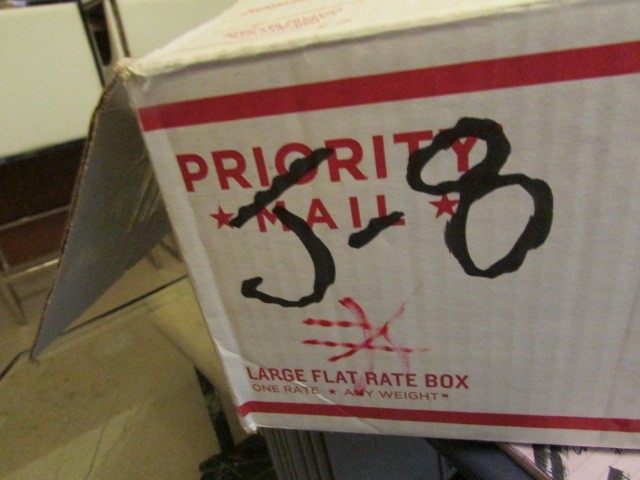 PRIORITY
★ MAIL ★
5-8
LARGE FLAT RATE BOX
ONE RATE ★ ANY WEIGHT*